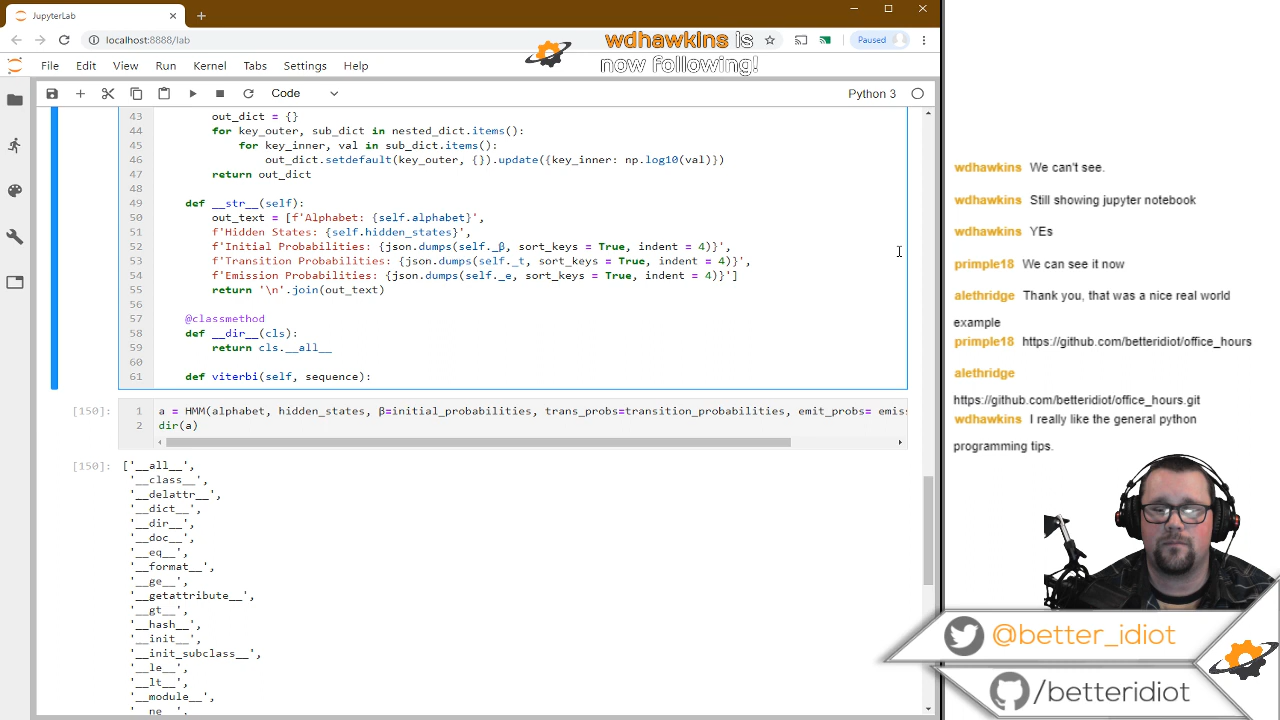 JupyterLab
localhost:8888/lab
wdhawkins is
now following!
Paused
File Edit View Run Kernel Tabs Settings Help
Code
Python 3
43 out_dict = {}
44 for key_outer, sub_dict in nested_dict.items():
45 for key_inner, val in sub_dict.items():
46 out_dict.setdefault(key_outer, {}).update({key_inner: np.log10(val)})
47 return out_dict
48
49 def __str__(self):
50 out_text = [f'Alphabet: {self.alphabet}',
51 f'Hidden States: {self.hidden_states}',
52 f'Initial Probabilities: {json.dumps(self._β, sort_keys = True, indent = 4)}',
53 f'Transition Probabilities: {json.dumps(self._t, sort_keys = True, indent = 4)}',
54 f'Emission Probabilities: {json.dumps(self._e, sort_keys = True, indent = 4)}']
55 return '\n'.join(out_text)
56
57 @classmethod
58 def __dir__(cls):
59 return cls.__all__
60
61 def viterbi(self, sequence):
[150]:
1 a = HMM(alphabet, hidden_states, β=initial_probabilities, trans_probs=transition_probabilities, emit_probs= emiss
2 dir(a)
[150]:
['__all__',
'__class__',
'__delattr__',
'__dict__',
'__dir__',
'__doc__',
'__eq__',
'__format__',
'__ge__',
'__getattribute__',
'__gt__',
'__hash__',
'__init__',
'__init_subclass__',
'__le__',
'__lt__',
'__module__',
'__ne__',
wdhawkins We can't see.
wdhawkins Still showing jupyter notebook
wdhawkins YEs
primple18 We can see it now
alethridge Thank you, that was a nice real world
example
primple18 https://github.com/betteridiot/office_hours
alethridge
https://github.com/betteridiot/office_hours.git
wdhawkins I really like the general python
programming tips.
@better_idiot
/betteridiot